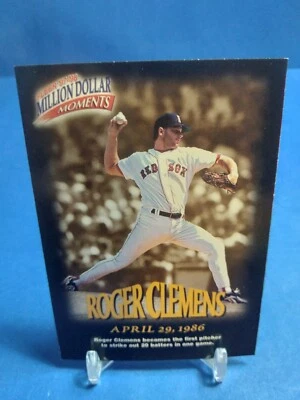 MILLION DOLLAR
MOMENTS
RED SOX
ROGER CLEMENS
APRIL 29, 1986
Roger Clemens becomes the first pitcher
to strike out 20 batters in one game.